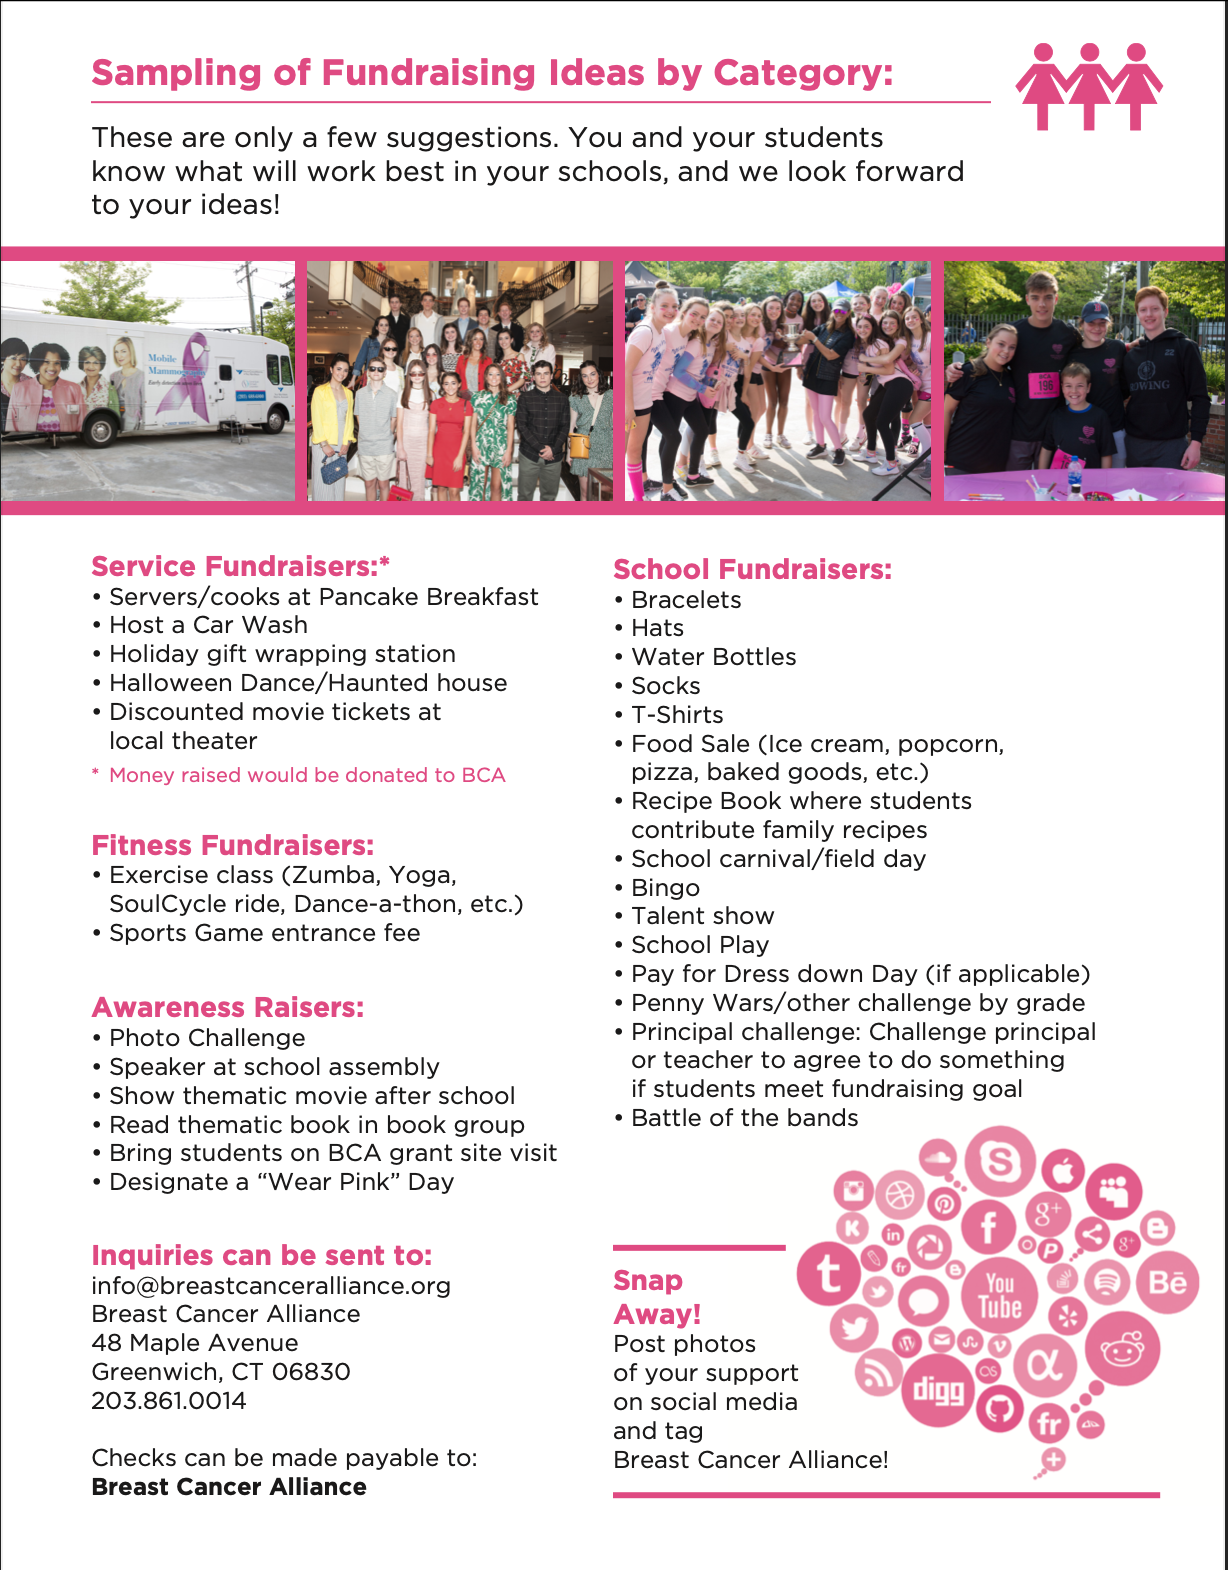 Sampling of Fundraising Ideas by Category:
These are only a few suggestions. You and your students
know what will work best in your schools, and we look forward
to your ideas!
Mobile
196
ROWING
Service Fundraisers:*
• Servers/cooks at Pancake Breakfast
• Host a Car Wash
• Holiday gift wrapping station
• Halloween Dance/Haunted house
• Discounted movie tickets at
local theater
* Money raised would be donated to BCA
Fitness Fundraisers:
• Exercise class (Zumba, Yoga,
SoulCycle ride, Dance-a-thon, etc.)
• Sports Game entrance fee
Awareness Raisers:
• Photo Challenge
• Speaker at school assembly
• Show thematic movie after school
• Read thematic book in book group
• Bring students on BCA grant site visit
• Designate a “Wear Pink” Day
Inquiries can be sent to:
info@breastcanceralliance.org
Breast Cancer Alliance
48 Maple Avenue
Greenwich, CT 06830
203.861.0014
Checks can be made payable to:
Breast Cancer Alliance
School Fundraisers:
• Bracelets
• Hats
• Water Bottles
• Socks
• T-Shirts
• Food Sale (Ice cream, popcorn,
pizza, baked goods, etc.)
• Recipe Book where students
contribute family recipes
• School carnival/field day
• Bingo
• Talent show
• School Play
• Pay for Dress down Day (if applicable)
• Penny Wars/other challenge by grade
• Principal challenge: Challenge principal
or teacher to agree to do something
if students meet fundraising goal
• Battle of the bands
Snap
Away!
Post photos
of your support
on social media
and tag
Breast Cancer Alliance!
You
Tube
Bē
digg
fr
in
g+